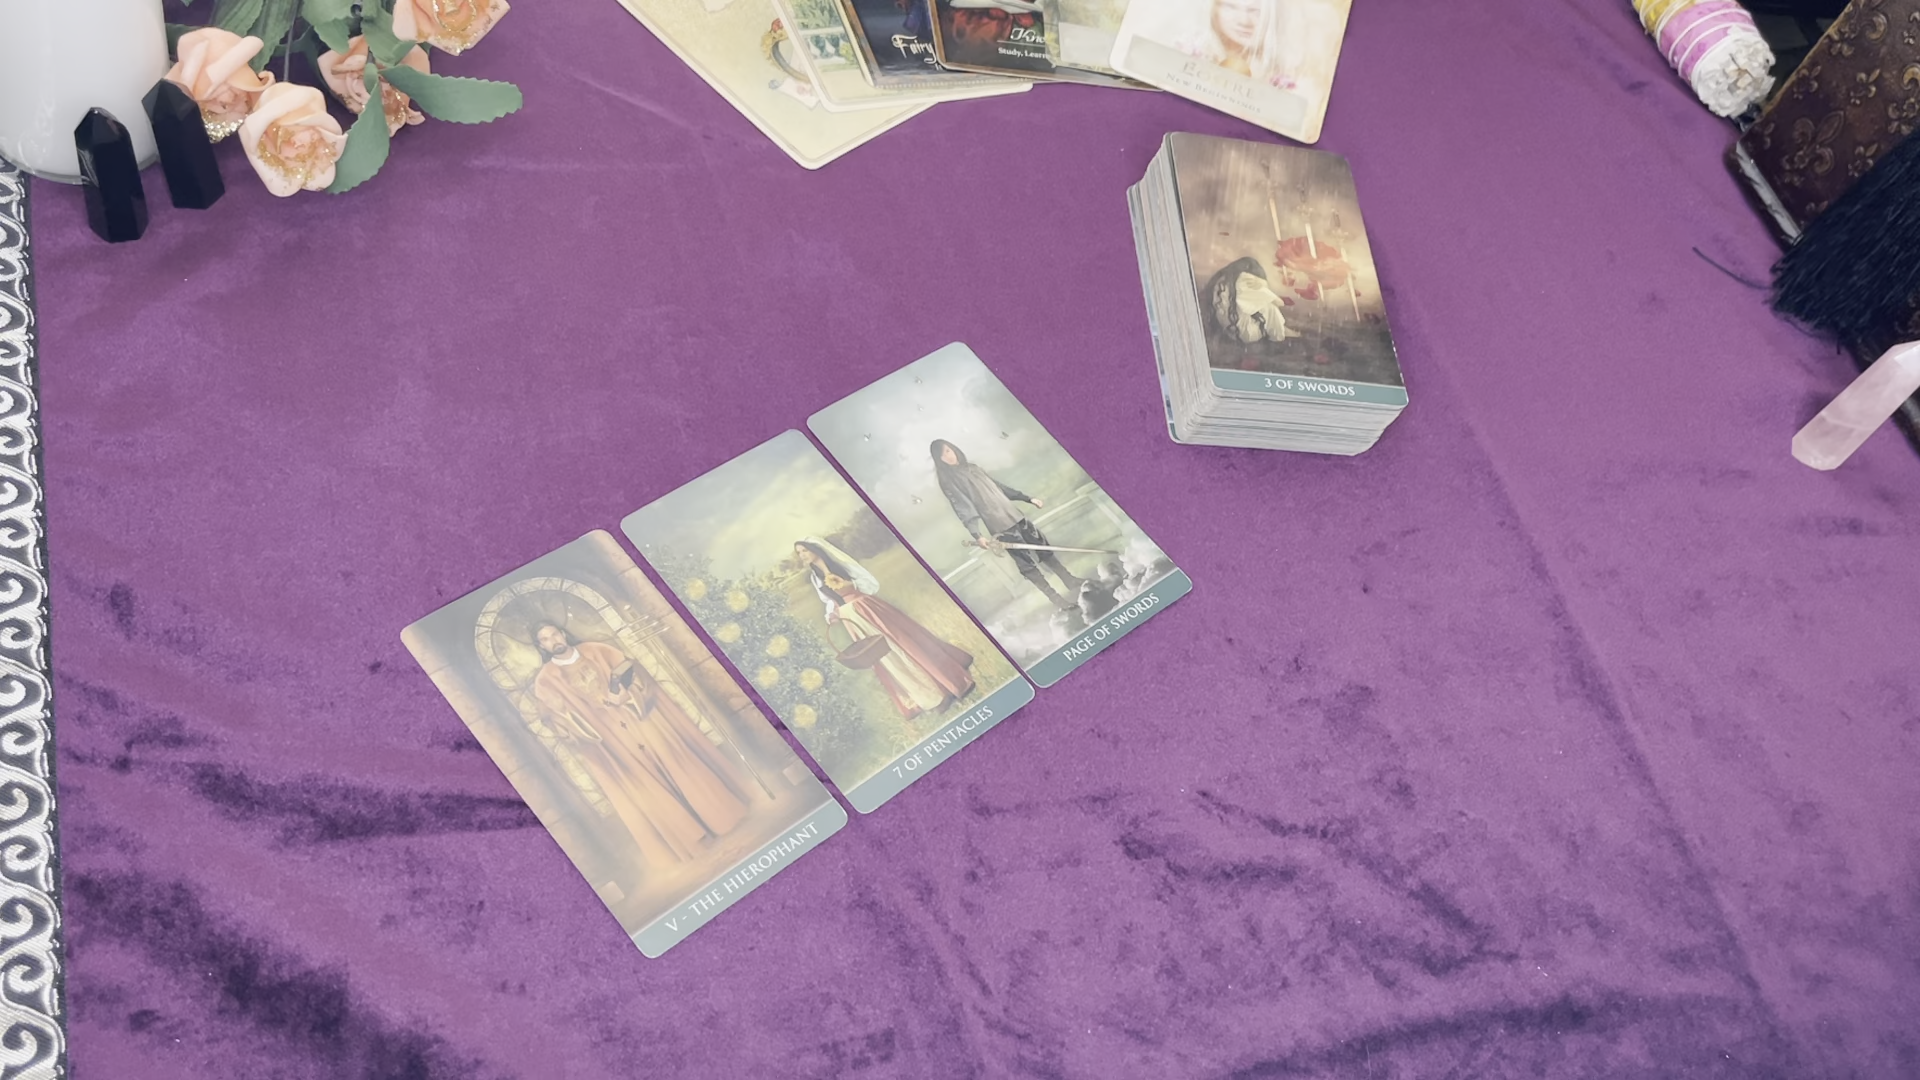 Fairy
Study, Learn
NEW BEGINNINGS
3 OF SWORDS
PAGE OF SWORDS
7 OF PENTACLES
V - THE HIEROPHANT